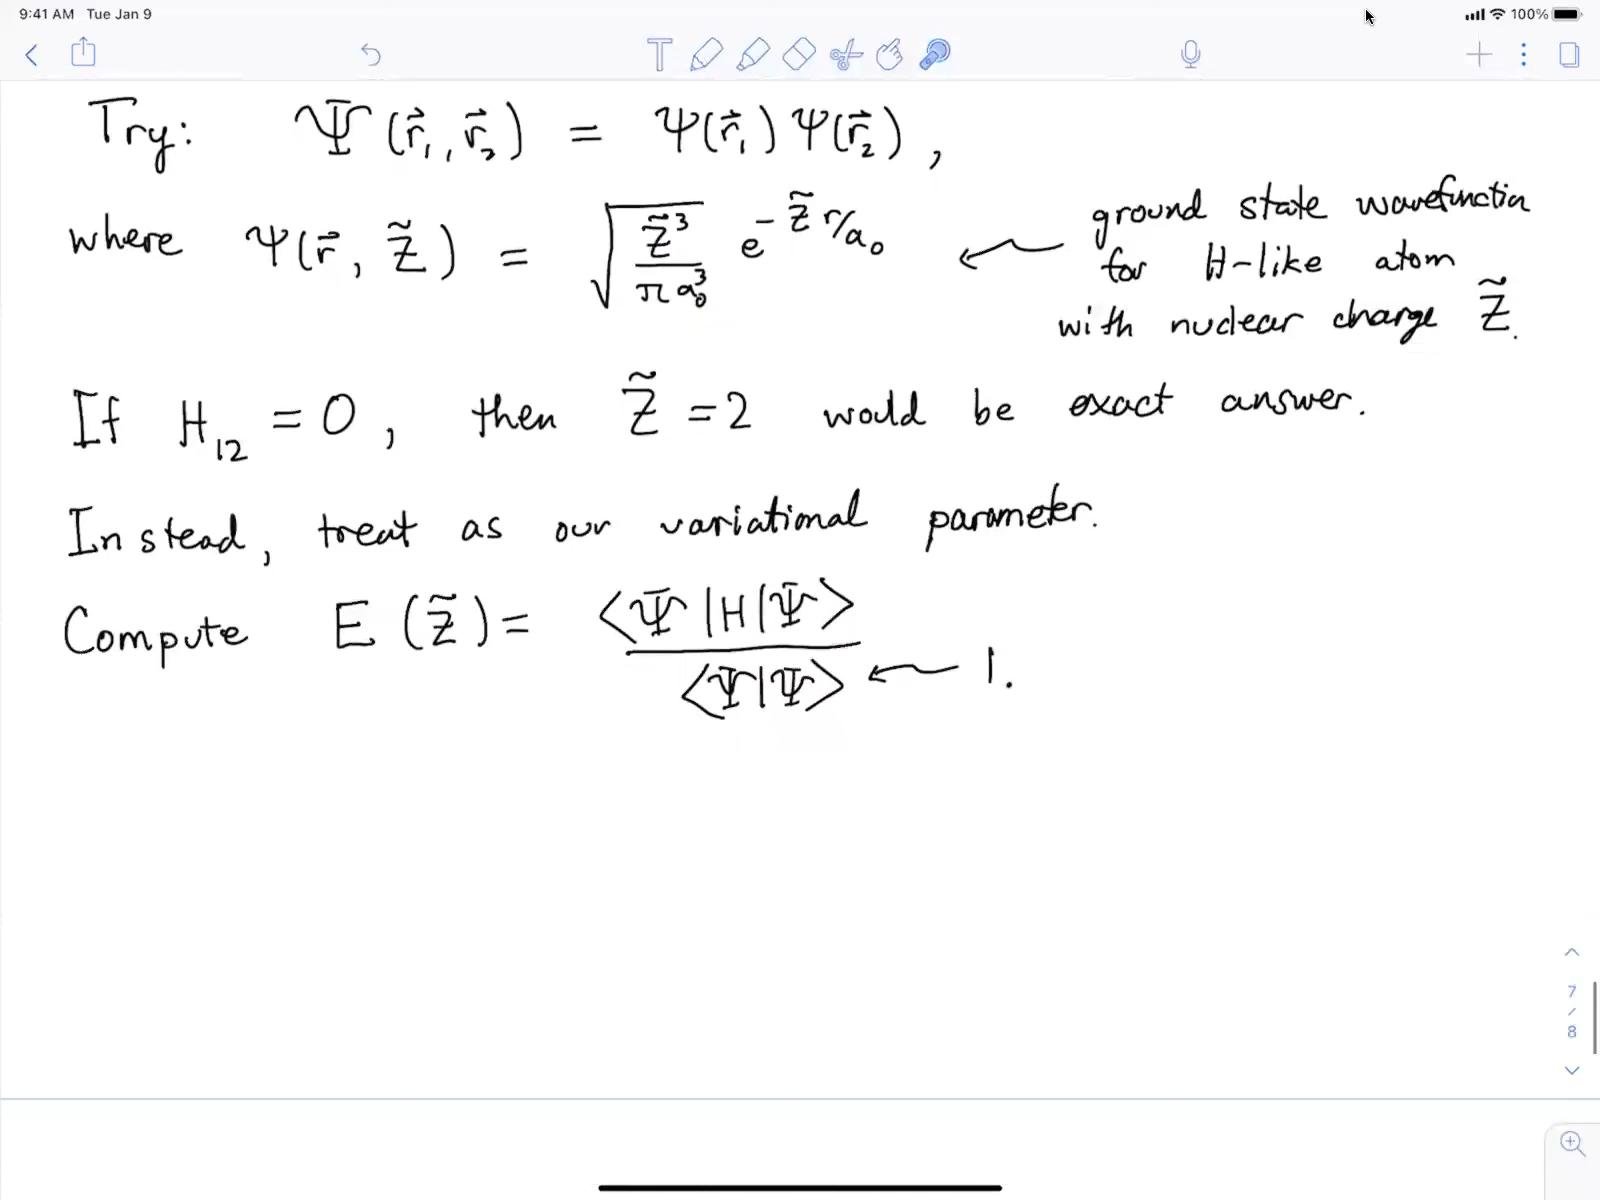 9:41 AM Tue Jan 9 100%
T
Try: Ψ(r⃗₁, r⃗₂) = ψ(r⃗₁) ψ(r⃗₂) ,
where ψ(r⃗, Z̃) = √(Z̃³/πa₀³) e^(-Z̃r/a₀)
ground state wavefunction
for H-like atom
with nuclear charge Z̃.
If H₁₂ = 0 , then Z̃ = 2 would be exact answer.
Instead, treat as our variational parameter.
Compute E (Z̃) = <Ψ|H|Ψ> / <Ψ|Ψ> ← 1.
7
/
8